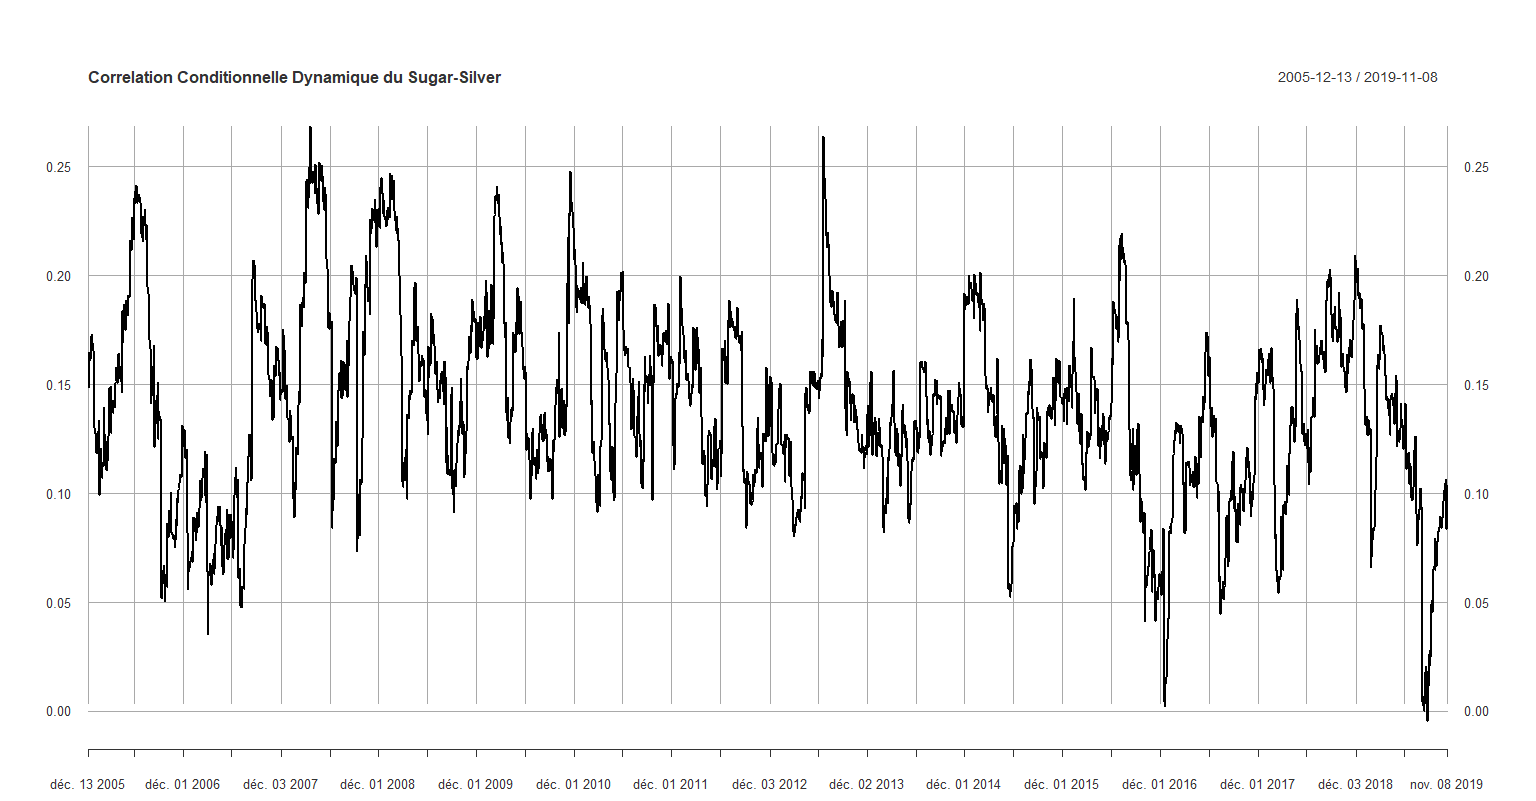 Correlation Conditionnelle Dynamique du Sugar-Silver
2005-12-13 / 2019-11-08
0.25
0.25
0.20
0.20
0.15
0.15
0.10
0.10
0.05
0.05
0.00
0.00
déc. 13 2005
déc. 01 2006
déc. 03 2007
déc. 01 2008
déc. 01 2009
déc. 01 2010
déc. 01 2011
déc. 03 2012
déc. 02 2013
déc. 01 2014
déc. 01 2015
déc. 01 2016
déc. 01 2017
déc. 03 2018
nov. 08 2019